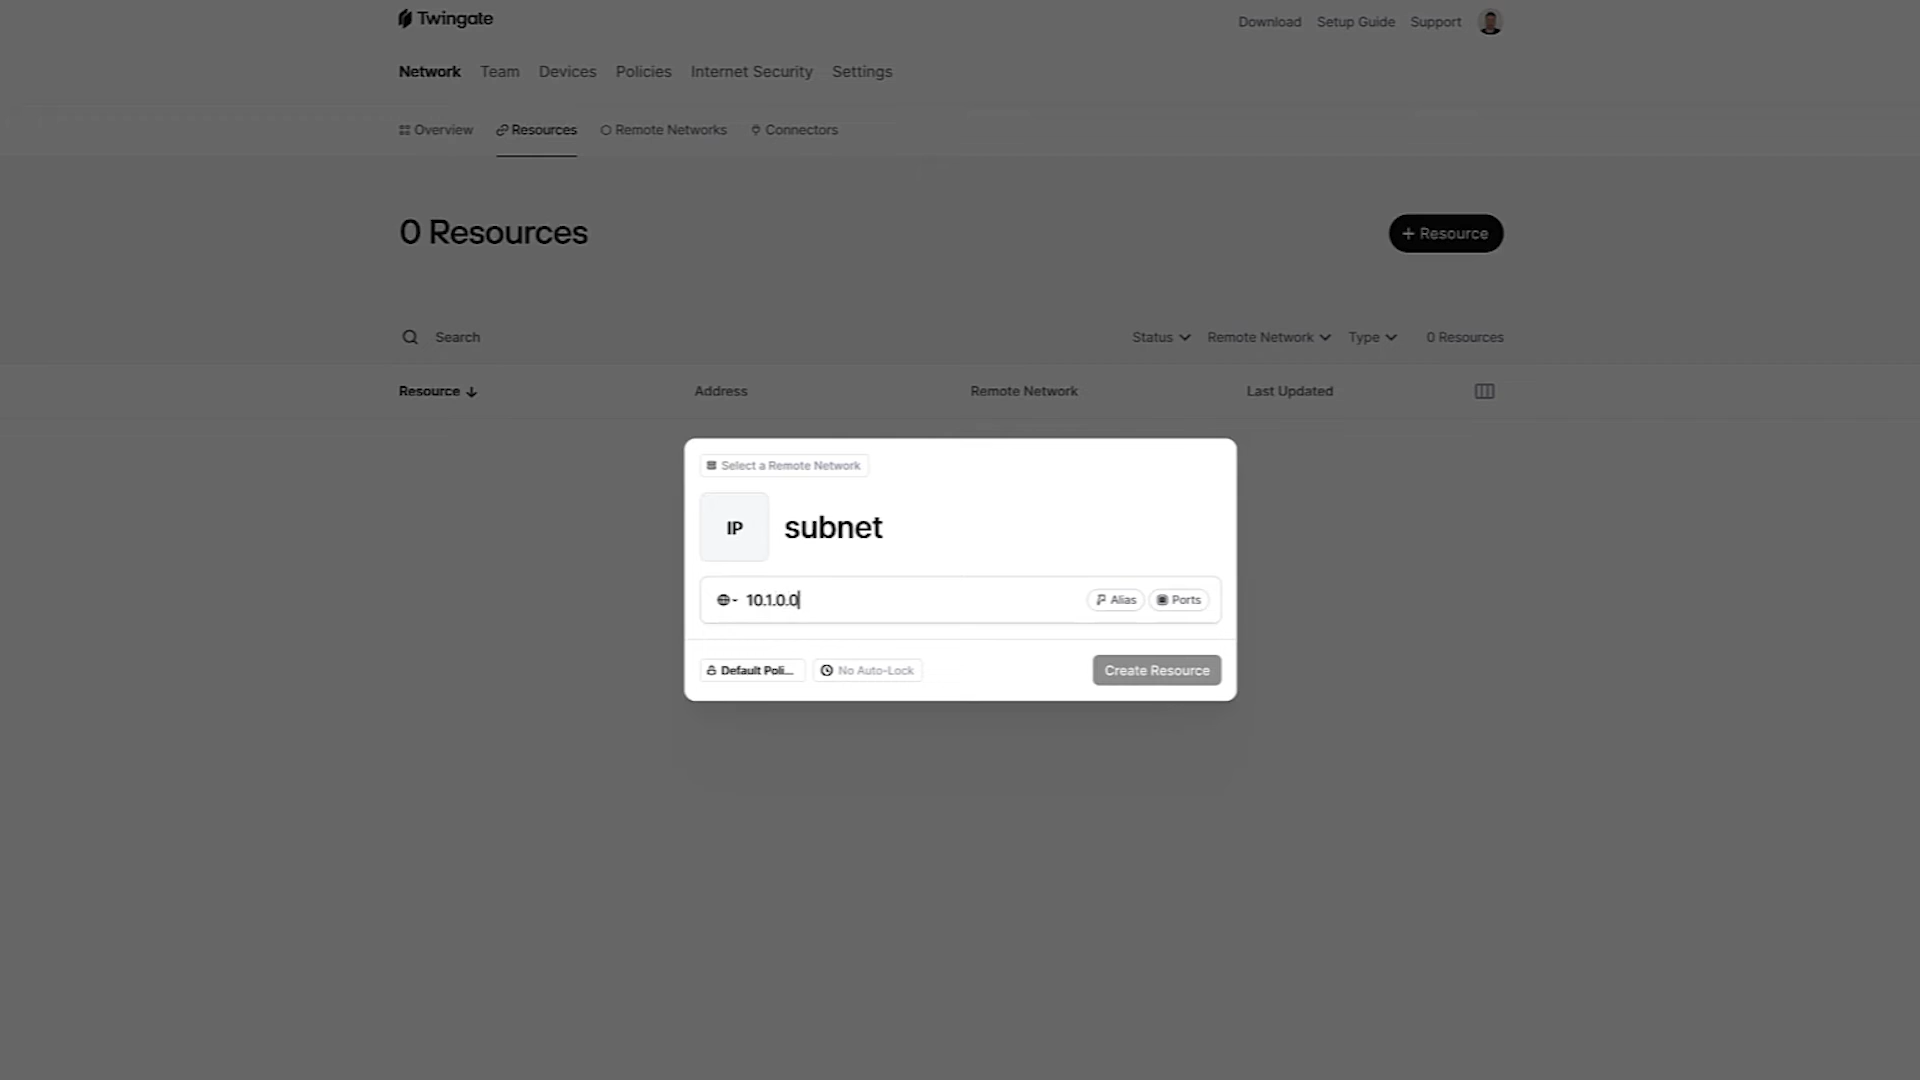 Twingate
Download Setup Guide Support
Network Team Devices Policies Internet Security Settings
Overview Resources Remote Networks Connectors
0 Resources
+ Resource
Search
Status Remote Network Type 0 Resources
Resource Address Remote Network Last Updated
Select a Remote Network
IP subnet
10.1.0.0 Alias Ports
Default Poli... No Auto-Lock Create Resource